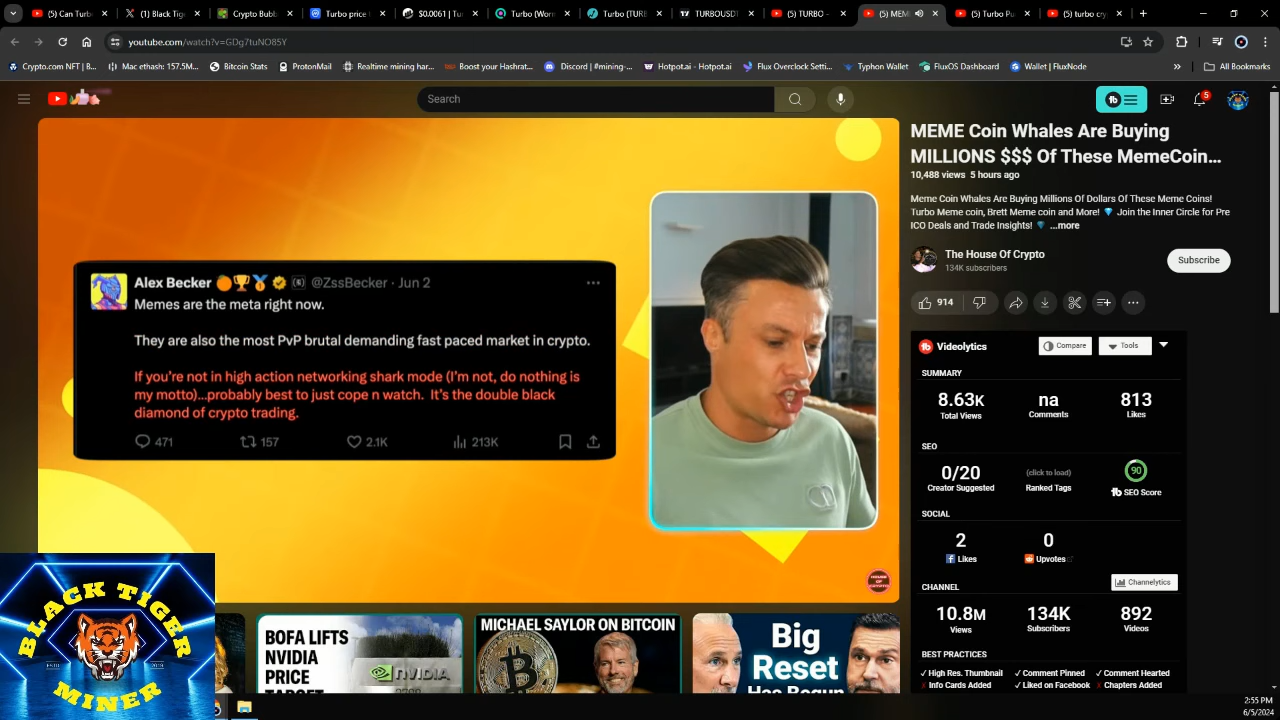 (5) Can Turb
(1) Black Tige
Crypto Bubb
Turbo price t
$0.0061 | Tu
Turbo (Worm
Turbo (TURB
TURBOUSDT
(5) TURBO -
(5) MEM
(5) Turbo Po
(5) turbo cry
youtube.com/watch?v=GDg7tuNO85Y
Crypto.com NFT | B...
Mac ethash: 157.5M...
Bitcoin Stats
ProtonMail
Realtime mining har...
Boost your Hashrat...
Discord | #mining-...
Hotpot.ai - Hotpot.ai
Flux Overclock Setti...
Typhon Wallet
FluxOS Dashboard
Wallet | FluxNode
All Bookmarks
Search
5
MEME Coin Whales Are Buying
MILLIONS $$$ Of These MemeCoin...
10,488 views 5 hours ago
Meme Coin Whales Are Buying Millions Of Dollars Of These Meme Coins!
Turbo Meme coin, Brett Meme coin and More! 💎 Join the Inner Circle for Pre
ICO Deals and Trade Insights! 💎 ...more
The House Of Crypto
134K subscribers
Subscribe
914
Alex Becker 🍊🏆🥇 @ZssBecker · Jun 2
Memes are the meta right now.
They are also the most PvP brutal demanding fast paced market in crypto.
If you're not in high action networking shark mode (I'm not, do nothing is
my motto)...probably best to just cope n watch. It's the double black
diamond of crypto trading.
471 157 2.1K 213K
HOUSE OF CRYPTO
Videolytics
Compare
Tools
SUMMARY
8.63K na 813
Total Views Comments Likes
SEO
0/20 (click to load) 90
Creator Suggested Ranked Tags SEO Score
SOCIAL
2 0
Likes Upvotes
CHANNEL
Channelytics
10.8M 134K 892
Views Subscribers Videos
BEST PRACTICES
✓ High Res. Thumbnail ✓ Comment Pinned ✓ Comment Hearted
✗ Info Cards Added ✓ Liked on Facebook ✗ Chapters Added
BLACK TIGER
MINER
BOFA LIFTS
NVIDIA
PRICE
TARGET
NVIDIA
MICHAEL SAYLOR ON BITCOIN
Big
Reset
Has Begun
2:55 PM
6/5/2024